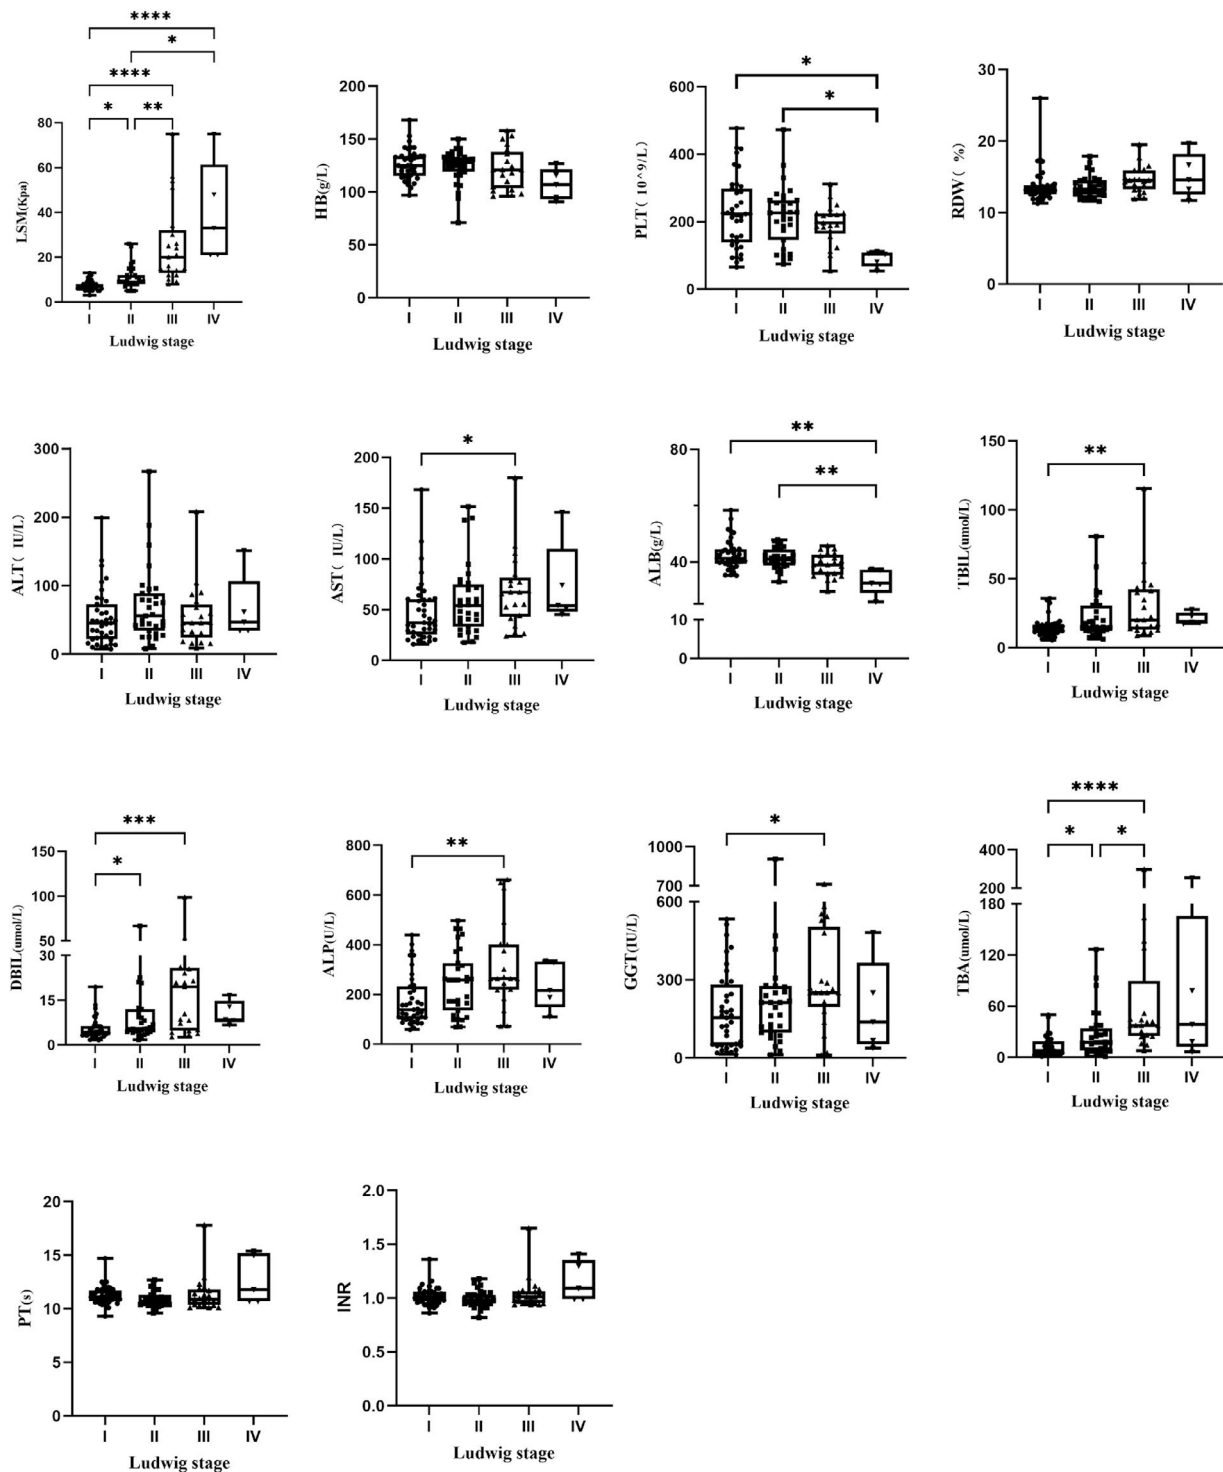 ****
*
****
* **
80
60
40
20
0
LSM(Kpa)
I II III IV
Ludwig stage
200
150
100
50
0
HB(g/L)
I II III IV
Ludwig stage
*
*
600
400
200
0
PLT( 10^9/L)
I II III IV
Ludwig stage
30
20
10
0
RDW( %)
I II III IV
Ludwig stage
300
200
100
0
ALT( IU/L)
I II III IV
Ludwig stage
*
200
150
100
50
0
AST( IU/L)
I II III IV
Ludwig stage
**
**
80
40
10
0
ALB(g/L)
I II III IV
Ludwig stage
**
150
100
50
0
TBIL(umol/L)
I II III IV
Ludwig stage
***
*
150
100
50
30
15
0
DBIL(umol/L)
I II III IV
Ludwig stage
**
800
600
400
200
0
ALP(U/L)
I II III IV
Ludwig stage
*
1000
700
600
300
0
GGT(IU/L)
I II III IV
Ludwig stage
****
* *
400
200
180
120
60
0
TBA(umol/L)
I II III IV
Ludwig stage
20
15
10
5
0
PT(s)
I II III IV
Ludwig stage
2.0
1.5
1.0
0.5
0.0
INR
I II III IV
Ludwig stage